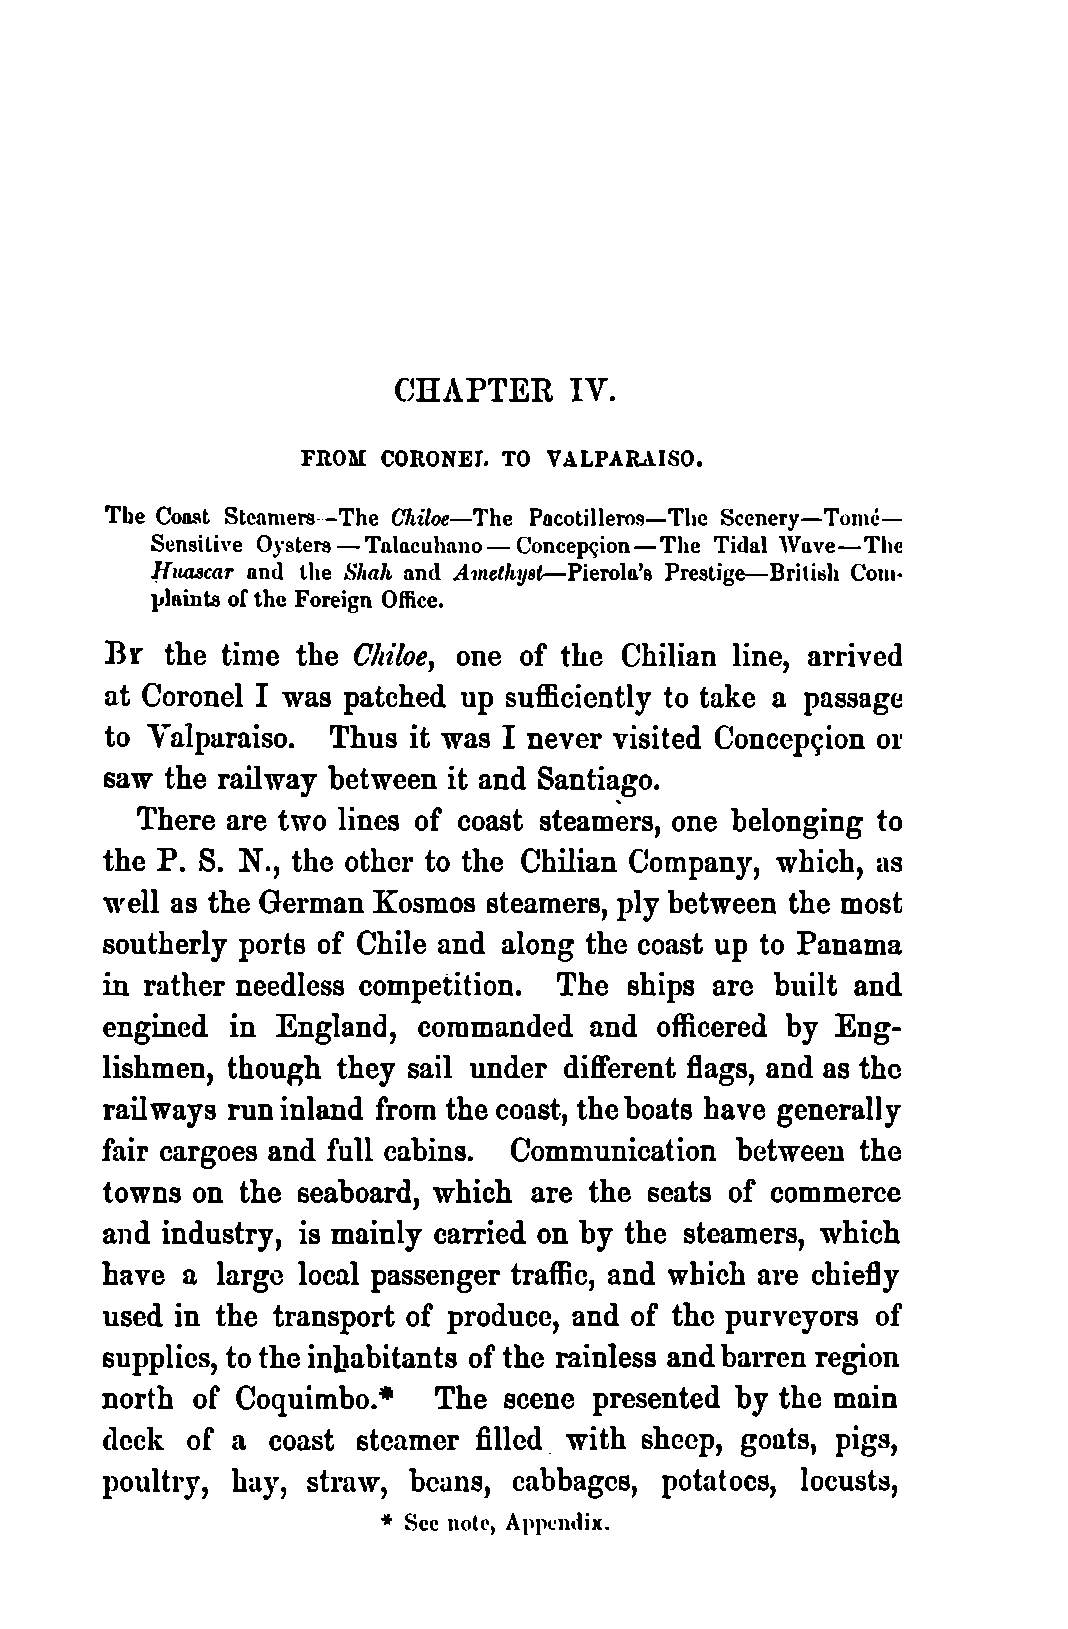 CHAPTER IV.
FROM CORONEL TO VALPARAISO.
The Coast Steamers—The Chiloe—The Pacotilleros—The Scenery—Tomé—
Sensitive Oysters—Talacuhano—Concepçion—The Tidal Wave—The
Huascar and the Shah and Amethyst—Pierola's Prestige—British Com-
plaints of the Foreign Office.
By the time the Chiloe, one of the Chilian line, arrived
at Coronel I was patched up sufficiently to take a passage
to Valparaiso. Thus it was I never visited Concepçion or
saw the railway between it and Santiago.
There are two lines of coast steamers, one belonging to
the P. S. N., the other to the Chilian Company, which, as
well as the German Kosmos steamers, ply between the most
southerly ports of Chile and along the coast up to Panama
in rather needless competition. The ships are built and
engined in England, commanded and officered by Eng-
lishmen, though they sail under different flags, and as the
railways run inland from the coast, the boats have generally
fair cargoes and full cabins. Communication between the
towns on the seaboard, which are the seats of commerce
and industry, is mainly carried on by the steamers, which
have a large local passenger traffic, and which are chiefly
used in the transport of produce, and of the purveyors of
supplies, to the inhabitants of the rainless and barren region
north of Coquimbo.* The scene presented by the main
deck of a coast steamer filled with sheep, goats, pigs,
poultry, hay, straw, beans, cabbages, potatoes, locusts,
* See note, Appendix.